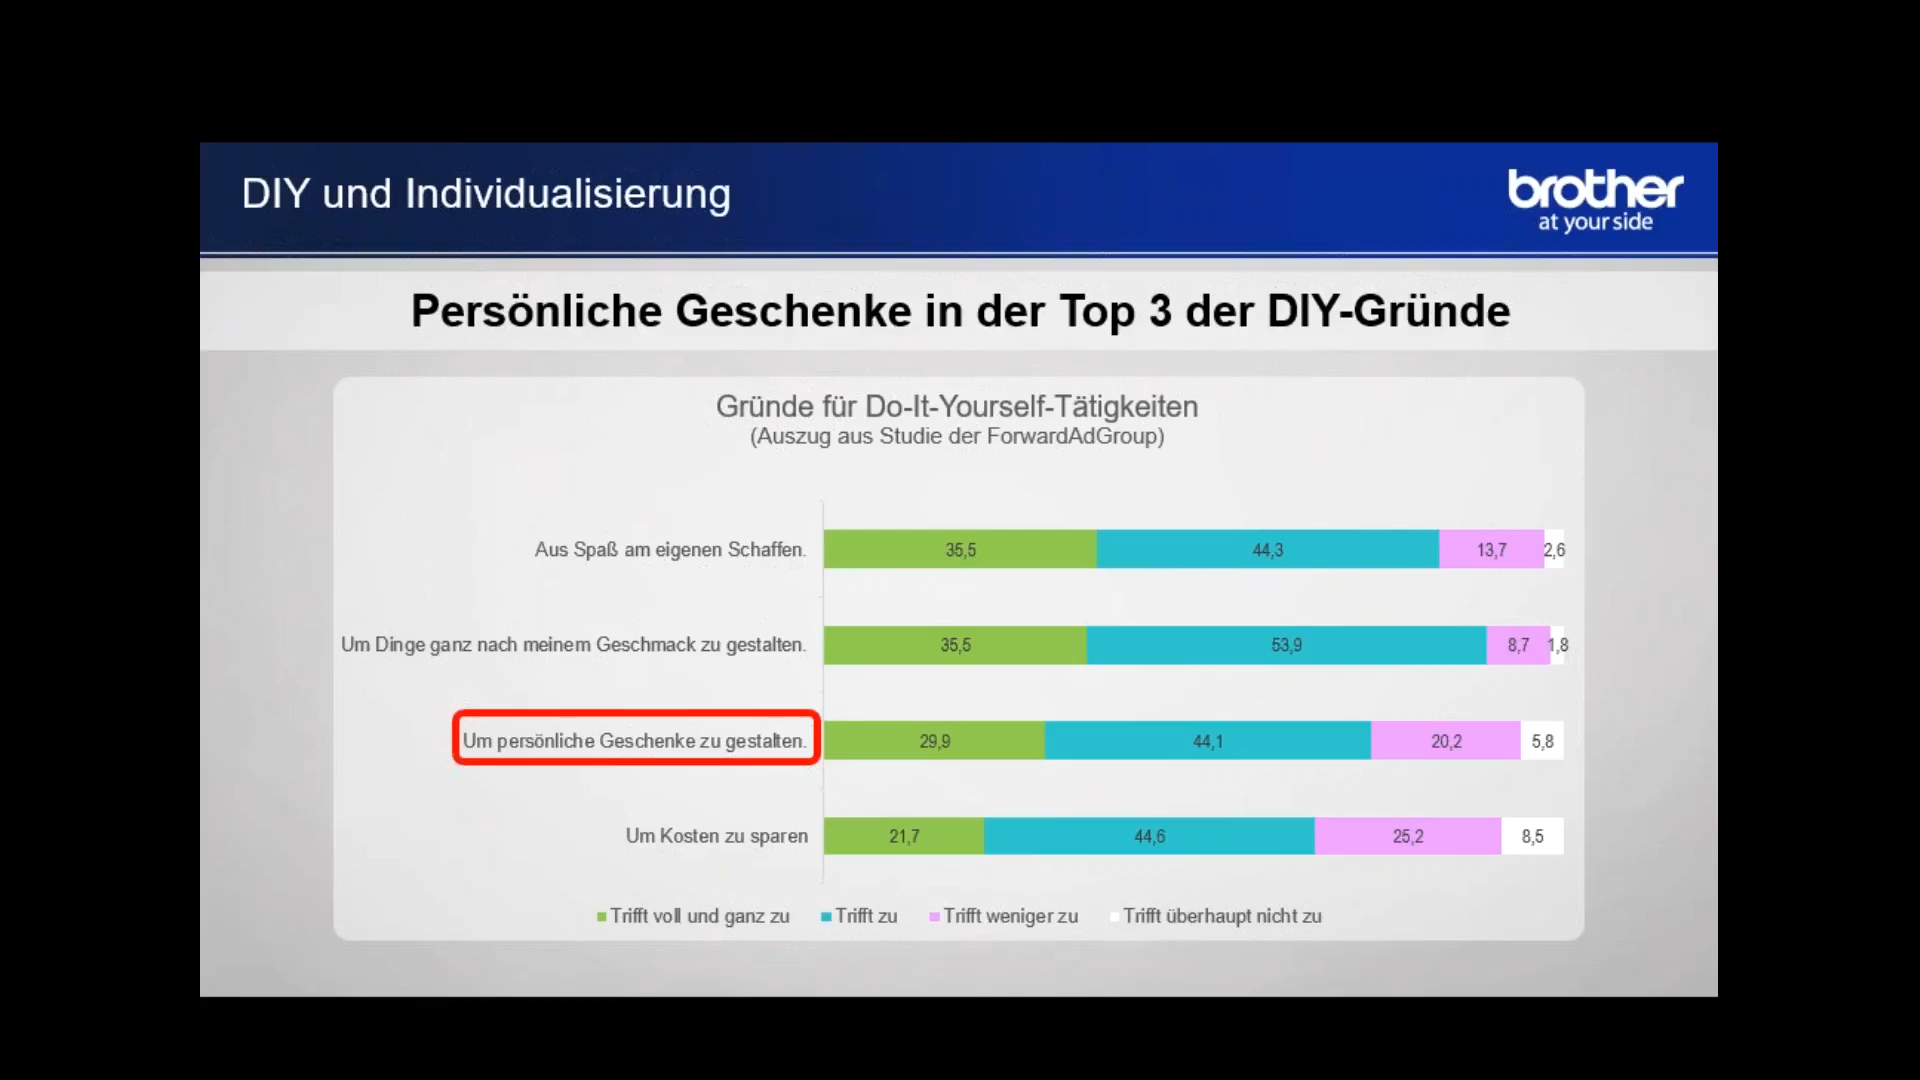 DIY und Individualisierung
brother
at your side
Persönliche Geschenke in der Top 3 der DIY-Gründe
Gründe für Do-It-Yourself-Tätigkeiten
(Auszug aus Studie der ForwardAdGroup)
Aus Spaß am eigenen Schaffen. 35,5 44,3 13,7 2,6
Um Dinge ganz nach meinem Geschmack zu gestalten. 35,5 53,9 8,7 1,8
Um persönliche Geschenke zu gestalten. 29,9 44,1 20,2 5,8
Um Kosten zu sparen 21,7 44,6 25,2 8,5
Trifft voll und ganz zu Trifft zu Trifft weniger zu Trifft überhaupt nicht zu